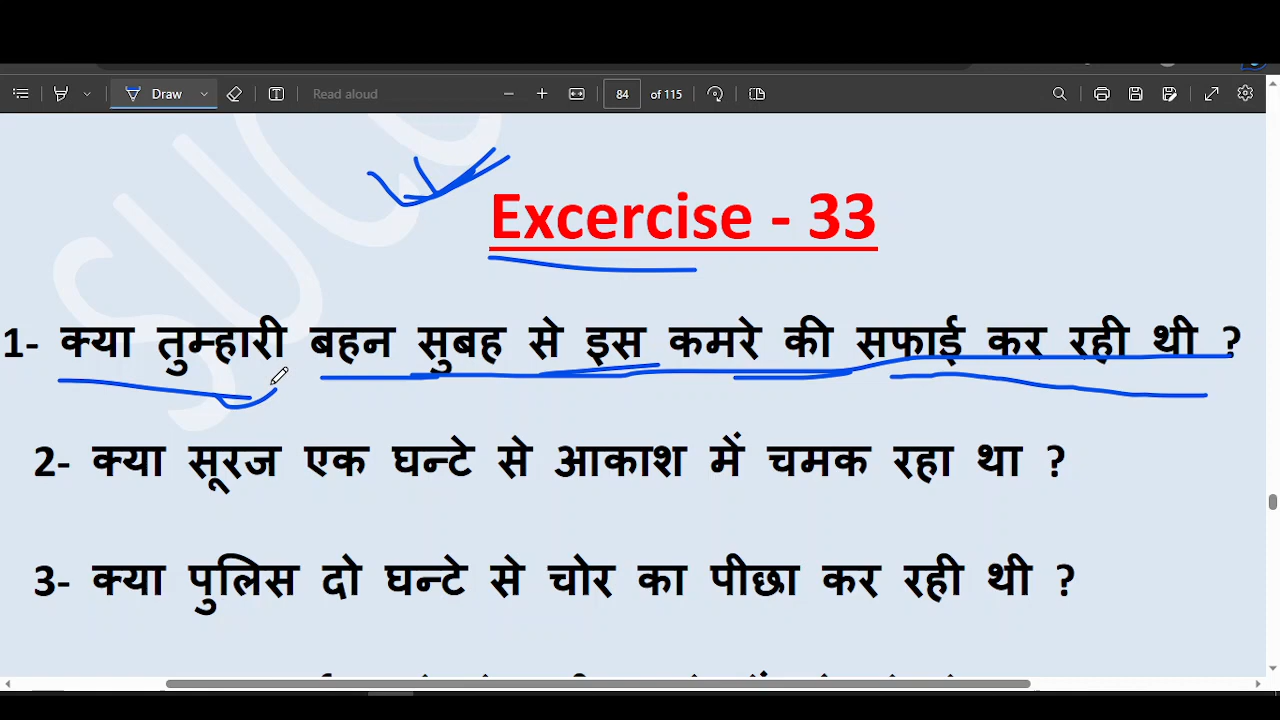 Draw
Read aloud
84 of 115
SUCC
Excercise - 33
1- क्या तुम्हारी बहन सुबह से इस कमरे की सफाई कर रही थी ?
2- क्या सूरज एक घन्टे से आकाश में चमक रहा था ?
3- क्या पुलिस दो घन्टे से चोर का पीछा कर रही थी ?